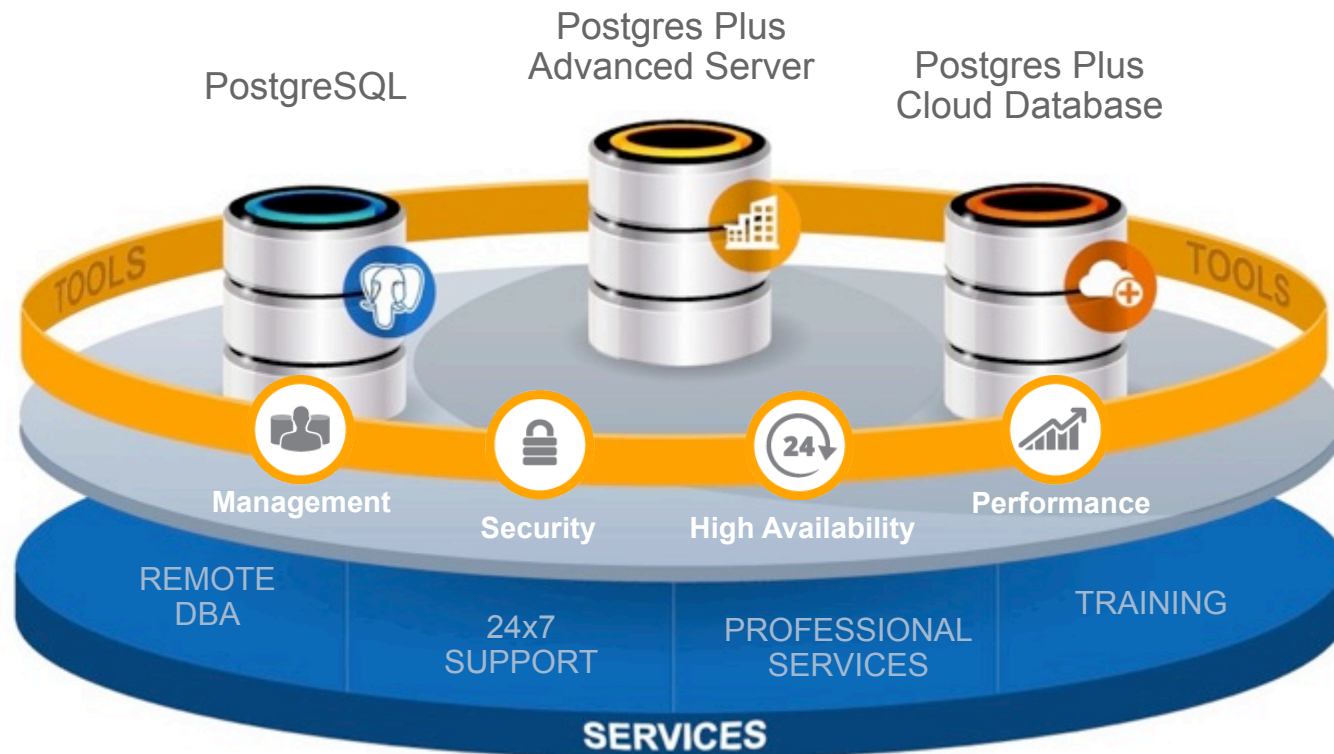 Postgres Plus
Advanced Server
PostgreSQL
Postgres Plus
Cloud Database
TOOLS
TOOLS
24
Management
Security
High Availability
Performance
REMOTE
DBA
24x7
SUPPORT
PROFESSIONAL
SERVICES
TRAINING
SERVICES